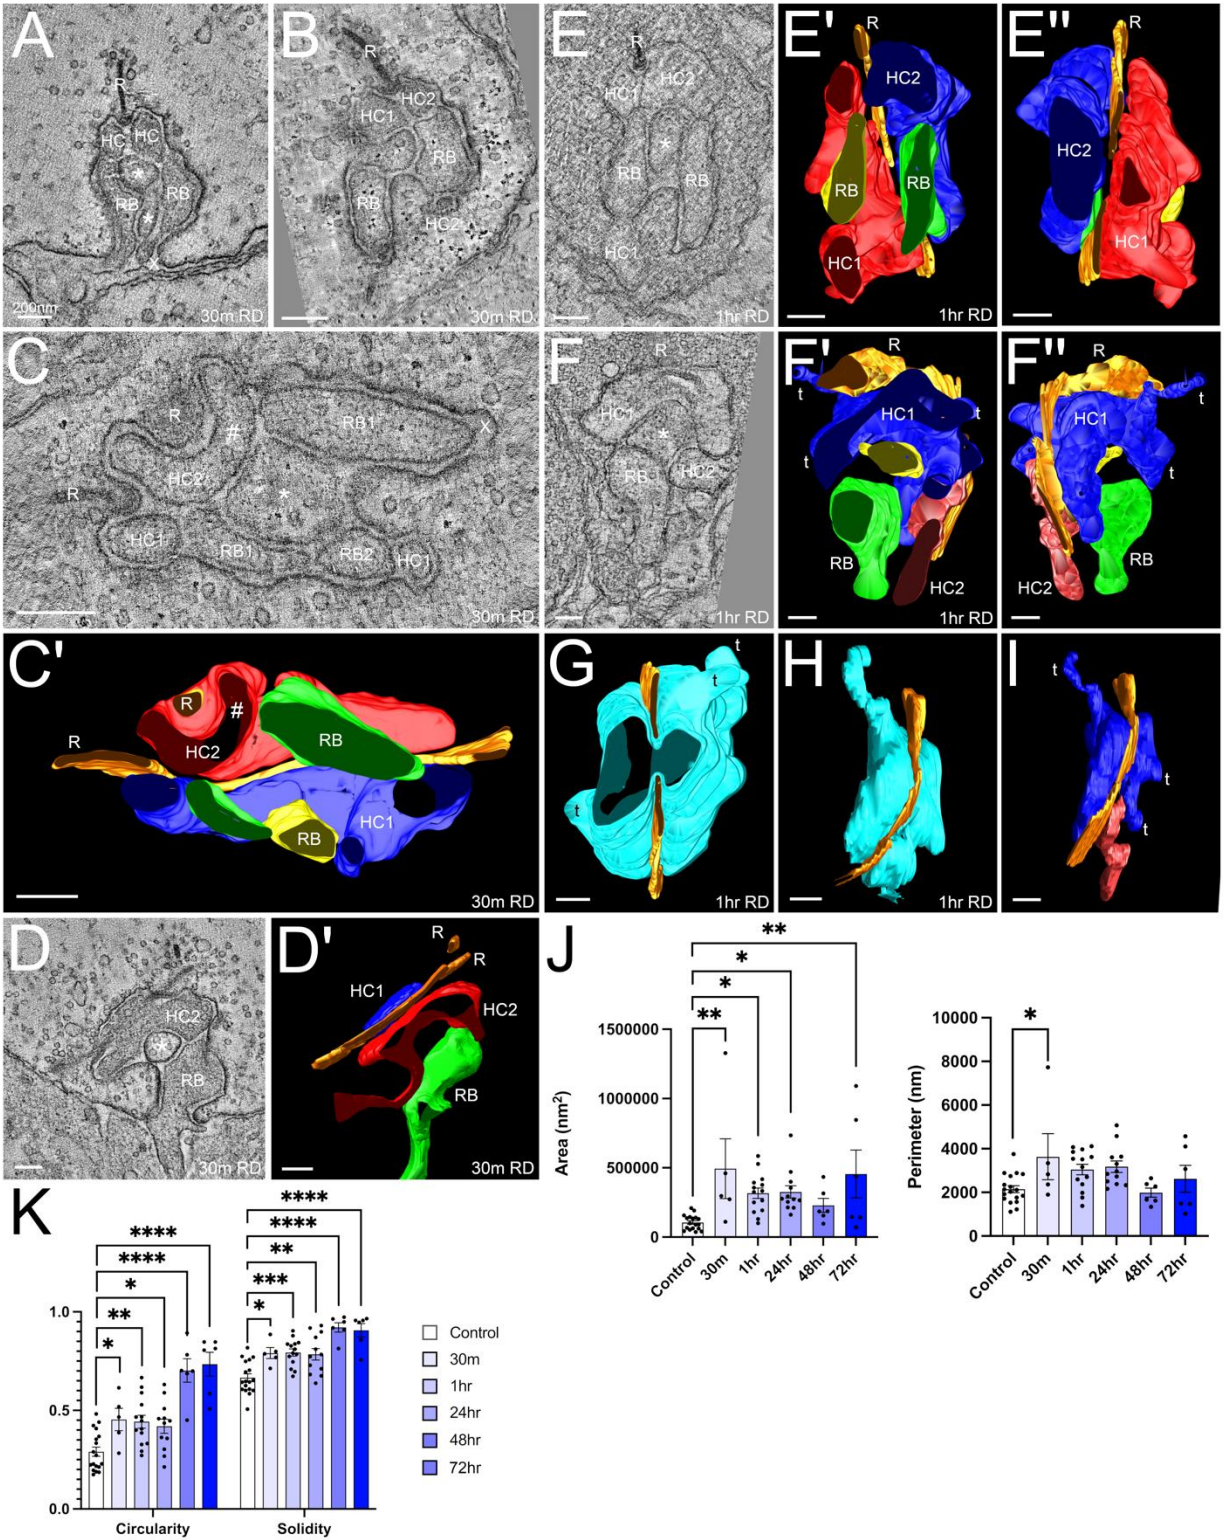 A
R
HC
HC
*
RB
RB
*
x
200nm
30m RD
B
R
HC2
HC1
RB
RB
HC2
30m RD
E
R
HC2
HC1
*
RB
RB
HC1
1hr RD
E'
R
HC2
RB
RB
HC1
1hr RD
E''
HC2
HC1
C
R
#
RB1
X
HC2
*
R
HC1
RB1
RB2
HC1
30m RD
F
R
HC1
*
RB
HC2
1hr RD
F'
R
HC1
t
t
RB
HC2
1hr RD
F''
R
t
HC1
t
RB
HC2
C'
R
#
HC2
RB
R
RB
HC1
30m RD
G
t
t
t
1hr RD
H
1hr RD
I
t
t
t
D
HC2
*
RB
30m RD
D'
R
R
HC1
HC2
RB
30m RD
J
**
*
*
**
Area (nm²)
1500000
1000000
500000
0
Control
30m
1hr
24hr
48hr
72hr
*
Perimeter (nm)
10000
8000
6000
4000
2000
0
Control
30m
1hr
24hr
48hr
72hr
K
****
****
*
**
*
****
****
**
***
*
1.0
0.5
0.0
Circularity
Solidity
Control
30m
1hr
24hr
48hr
72hr